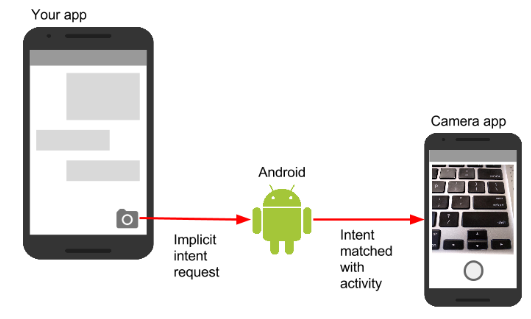 Your app
Camera app
Android
Implicit
intent
request
Intent
matched
with
activity